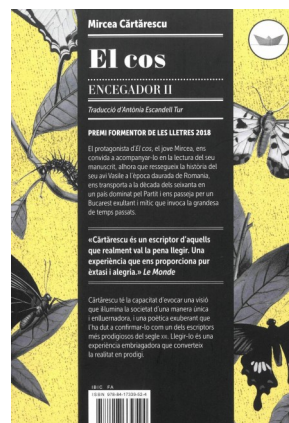 Mircea Cărtărescu
El cos
ENCEGADOR II
Traducció d'Antònia Escandell Tur
PREMI FORMENTOR DE LES LLETRES 2018
El protagonista d'El cos, el jove Mircea, ens
convida a acompanyar-lo en la lectura del seu
manuscrit, alhora que ressegueix la història del
seu avi Vasile a l'època daurada de Romania,
ens transporta a la dècada dels seixanta en
un país dominat pel Partit i ens passeja per un
Bucarest exultant i mític que invoca la grandesa
de temps passats.
«Cărtărescu és un escriptor d'aquells
que realment val la pena llegir. Una
experiència que ens proporciona pur
èxtasi i alegria.» Le Monde
Cărtărescu té la capacitat d'evocar una visió
que il·lumina la societat d'una manera única
i enlluernadora, i una poètica exuberant que
l'ha dut a confirmar-lo com un dels escriptors
més prodigiosos del segle XXI. Llegir-lo és una
experiència embriagadora que converteix
la realitat en prodigi.
IBIC FA
ISBN 978-84-17339-02-4